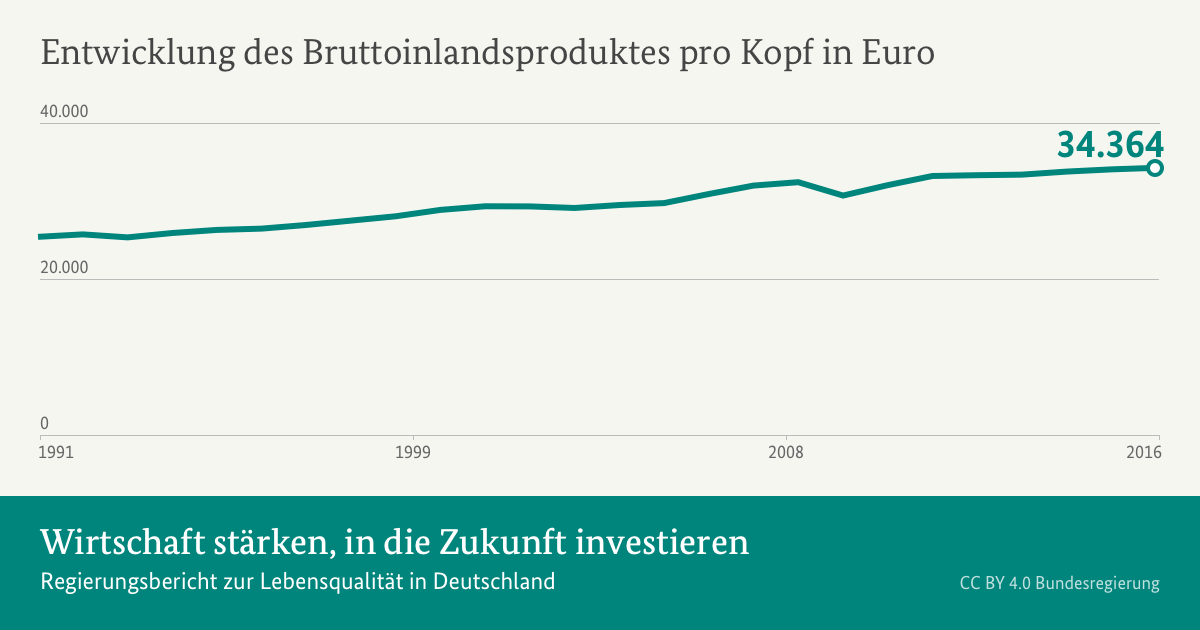 Entwicklung des Bruttoinlandsproduktes pro Kopf in Euro
40.000
34.364
20.000
0
1991 1999 2008 2016
Wirtschaft stärken, in die Zukunft investieren
Regierungsbericht zur Lebensqualität in Deutschland
CC BY 4.0 Bundesregierung